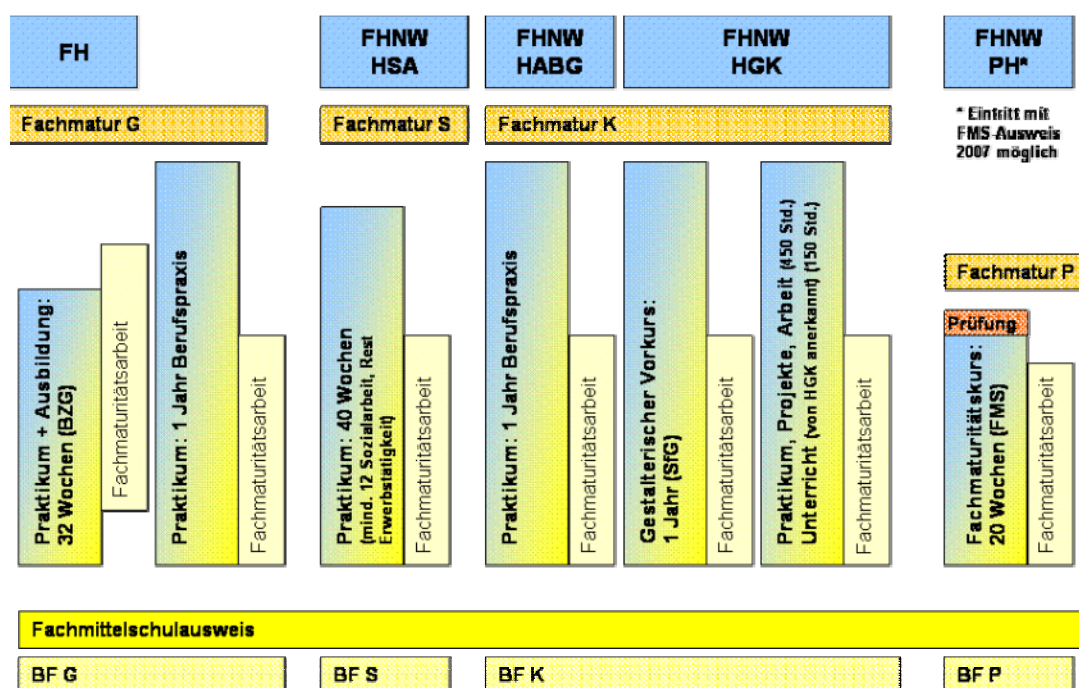 FH
FHNW
HSA
FHNW
HABG
FHNW
HGK
FHNW
PH*
Fachmatur G
Fachmatur S
Fachmatur K
* Eintritt mit
FMS-Ausweis
2007 möglich
Fachmatur P
Praktikum + Ausbildung:
32 Wochen (BZG)
Fachmaturitätsarbeit
Praktikum: 1 Jahr Berufspraxis
Fachmaturitätsarbeit
Praktikum: 40 Wochen
(mind. 12 Sozialarbeit, Rest
Erwerbstätigkeit)
Fachmaturitätsarbeit
Praktikum: 1 Jahr Berufspraxis
Fachmaturitätsarbeit
Gestalterischer Vorkurs:
1 Jahr (SfG)
Fachmaturitätsarbeit
Praktikum, Projekte, Arbeit (450 Std.)
Unterricht (von HGK anerkannt) (150 Std.)
Fachmaturitätsarbeit
Prüfung
Fachmaturitätskurs:
20 Wochen (FMS)
Fachmaturitätsarbeit
Fachmittelschulausweis
BF G
BF S
BF K
BF P